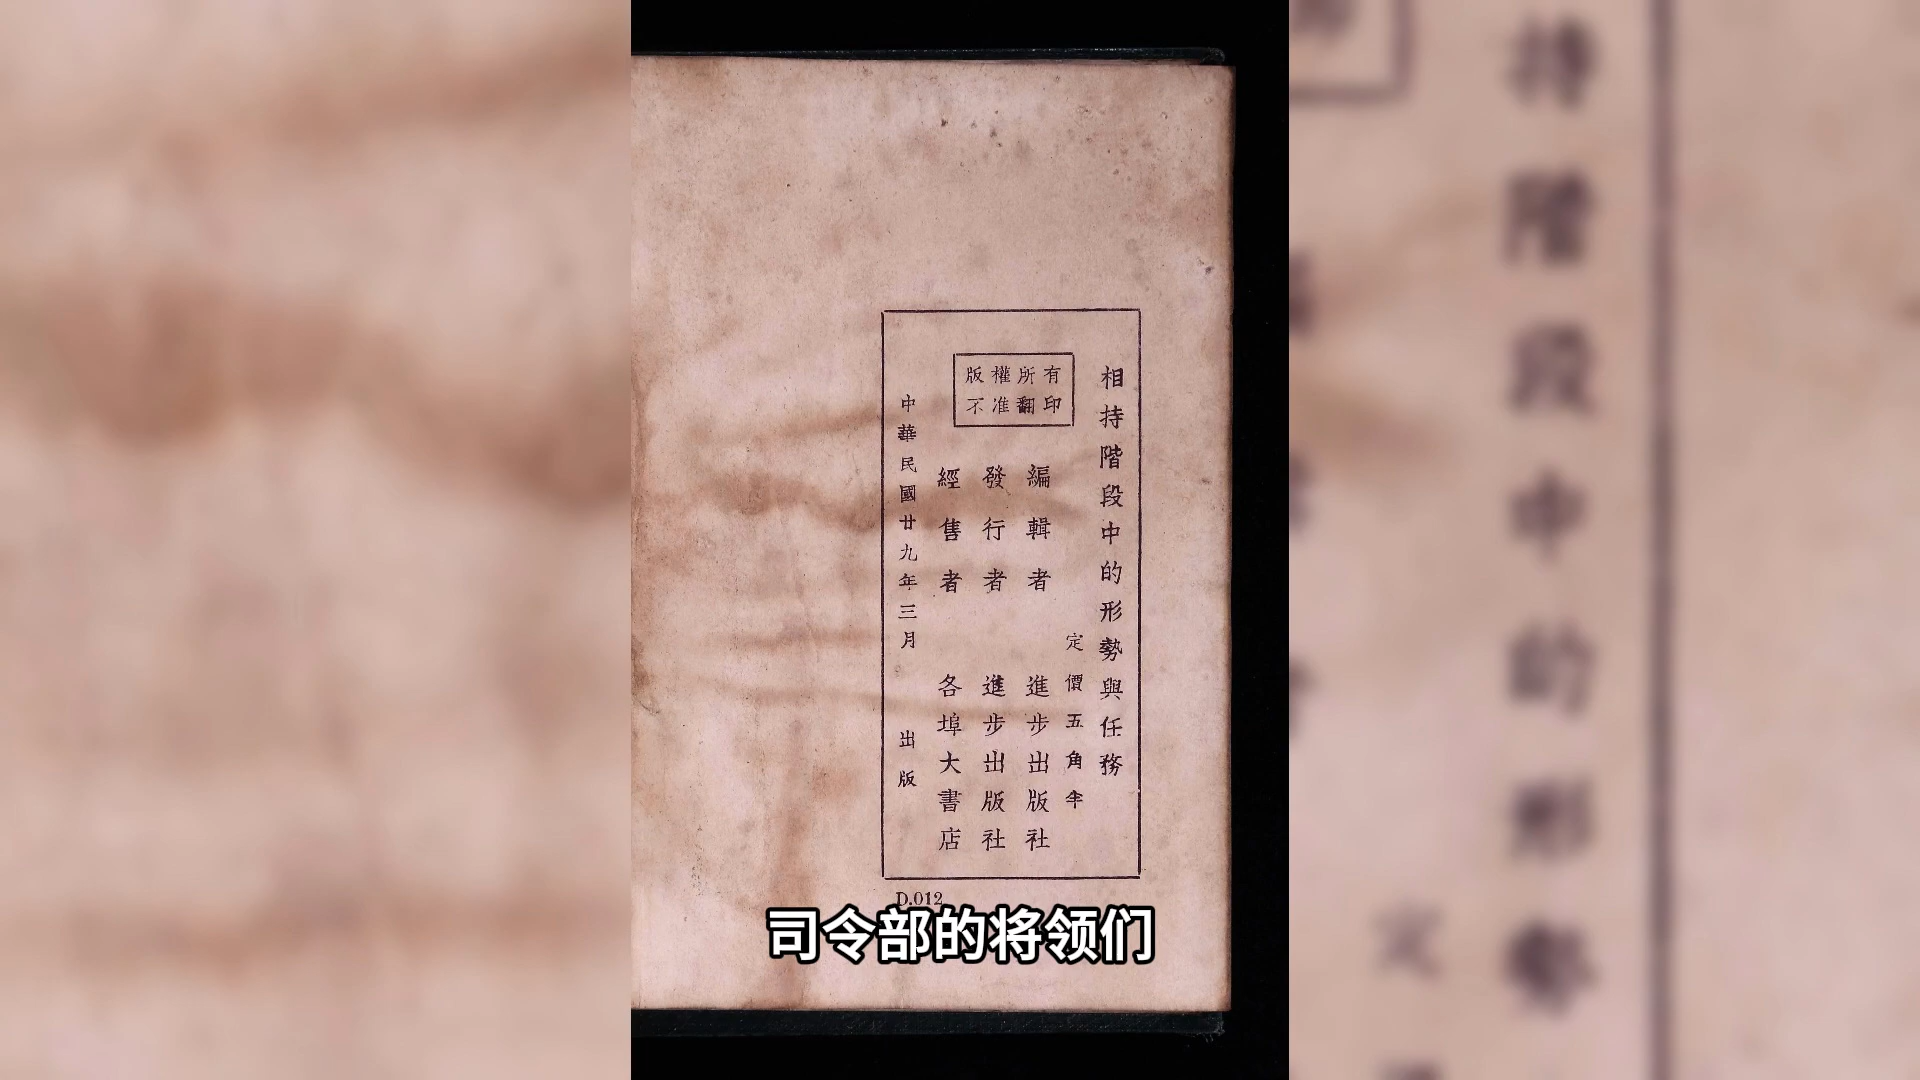 相持階段中的形勢與任務
定價五角
版權所有
不准翻印
編輯者 進步出版社
發行者 進步出版社
經售者 各埠大書店
中華民國廿九年三月 出版
D.012
司令部的将领们